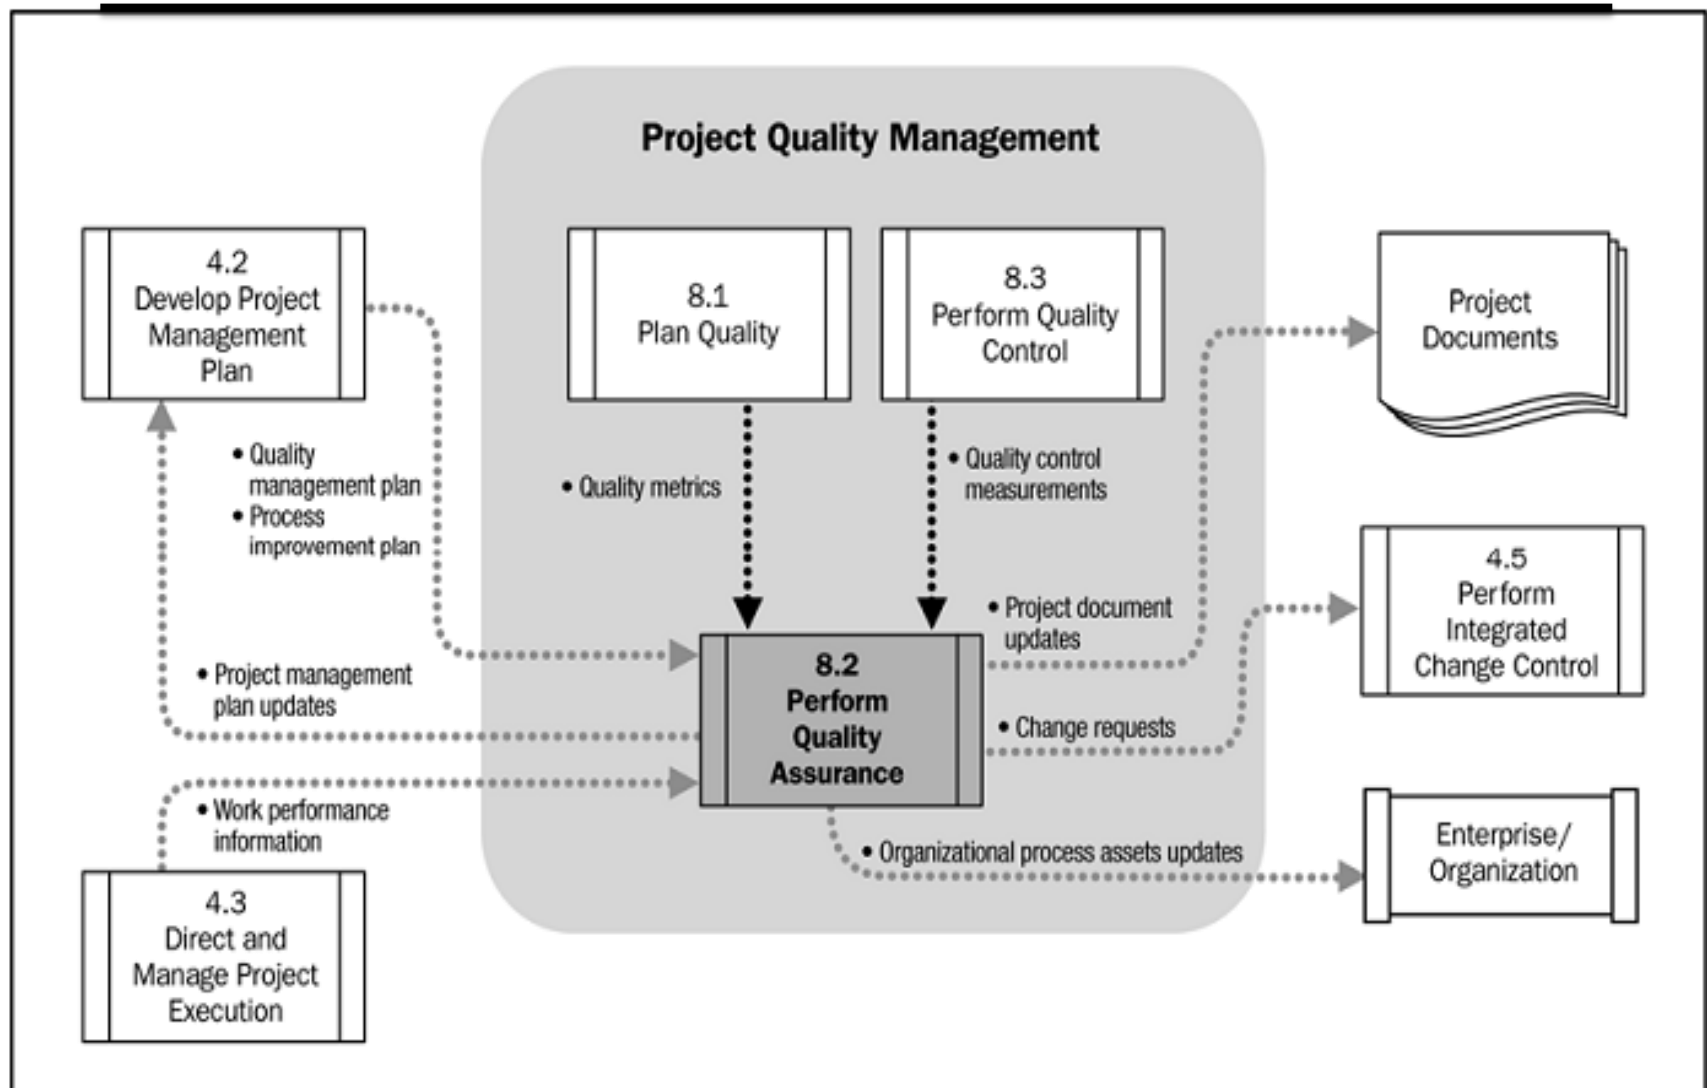 Project Quality Management
4.2
Develop Project
Management
Plan
8.1
Plan Quality
8.3
Perform Quality
Control
Project
Documents
• Quality
management plan
• Process
improvement plan
• Quality metrics
• Quality control
measurements
4.5
Perform
Integrated
Change Control
• Project document
updates
8.2
Perform
Quality
Assurance
• Project management
plan updates
• Change requests
• Work performance
information
• Organizational process assets updates
Enterprise/
Organization
4.3
Direct and
Manage Project
Execution